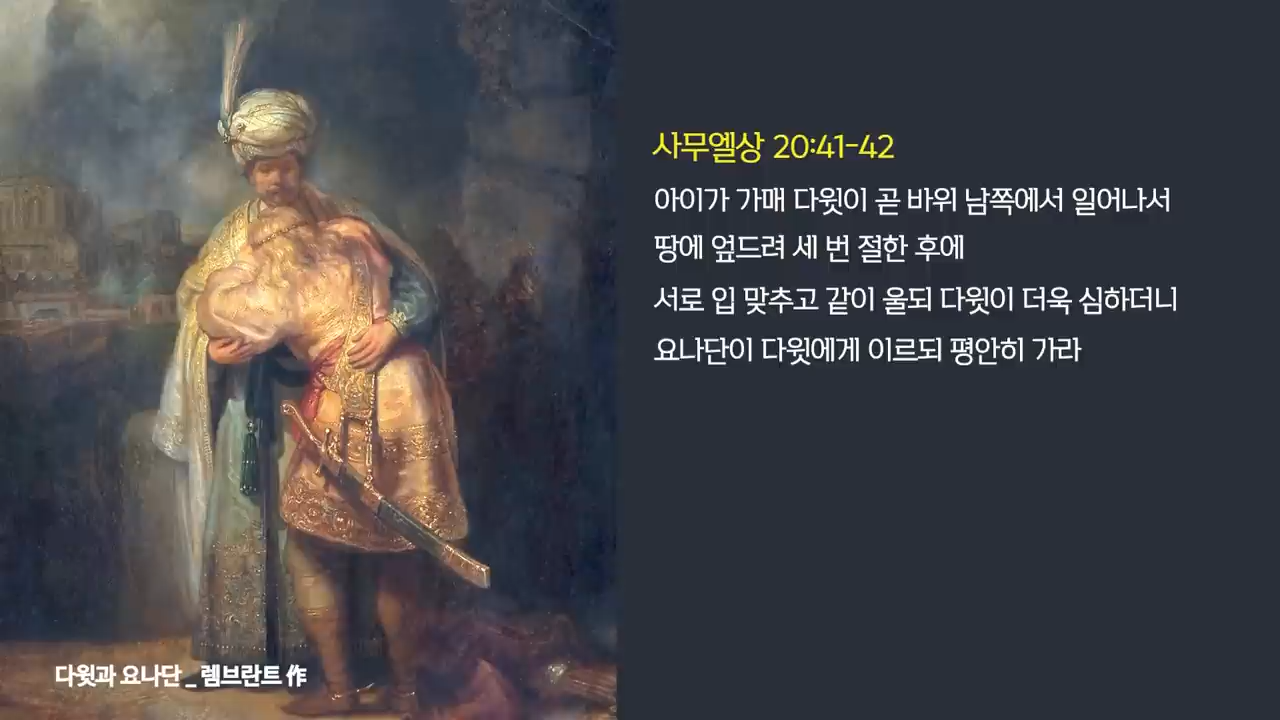 사무엘상 20:41-42
아이가 가매 다윗이 곧 바위 남쪽에서 일어나서
땅에 엎드려 세 번 절한 후에
서로 입 맞추고 같이 울되 다윗이 더욱 심하더니
요나단이 다윗에게 이르되 평안히 가라
다윗과 요나단 _ 렘브란트 作